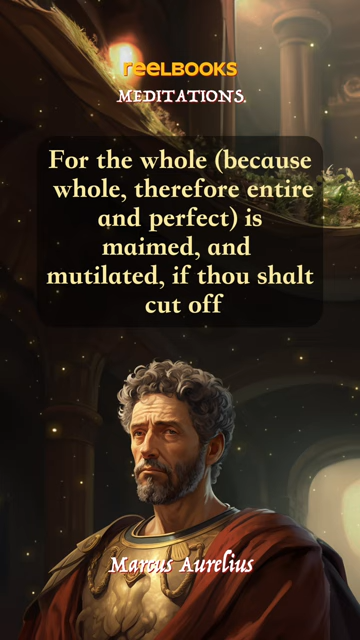 reelBOOKS
MEDITATIONS.
For the whole (because
whole, therefore entire
and perfect) is
maimed, and
mutilated, if thou shalt
cut off
Marcus Aurelius